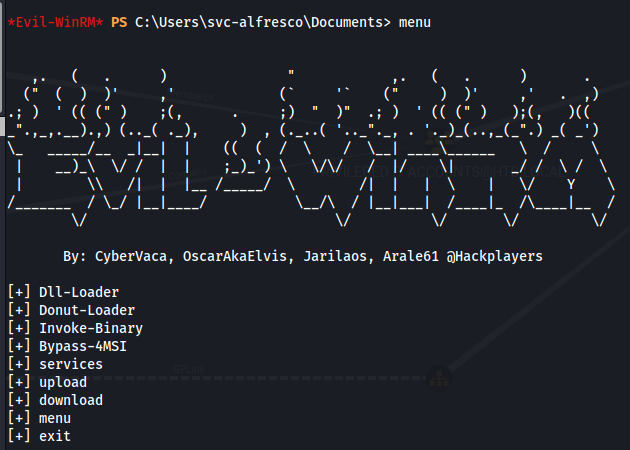 *Evil-WinRM* PS C:\Users\svc-alfresco\Documents> menu
By: CyberVaca, OscarAkaElvis, Jarilaos, Arale61 @Hackplayers
[+] Dll-Loader
[+] Donut-Loader
[+] Invoke-Binary
[+] Bypass-4MSI
[+] services
[+] upload
[+] download
[+] menu
[+] exit